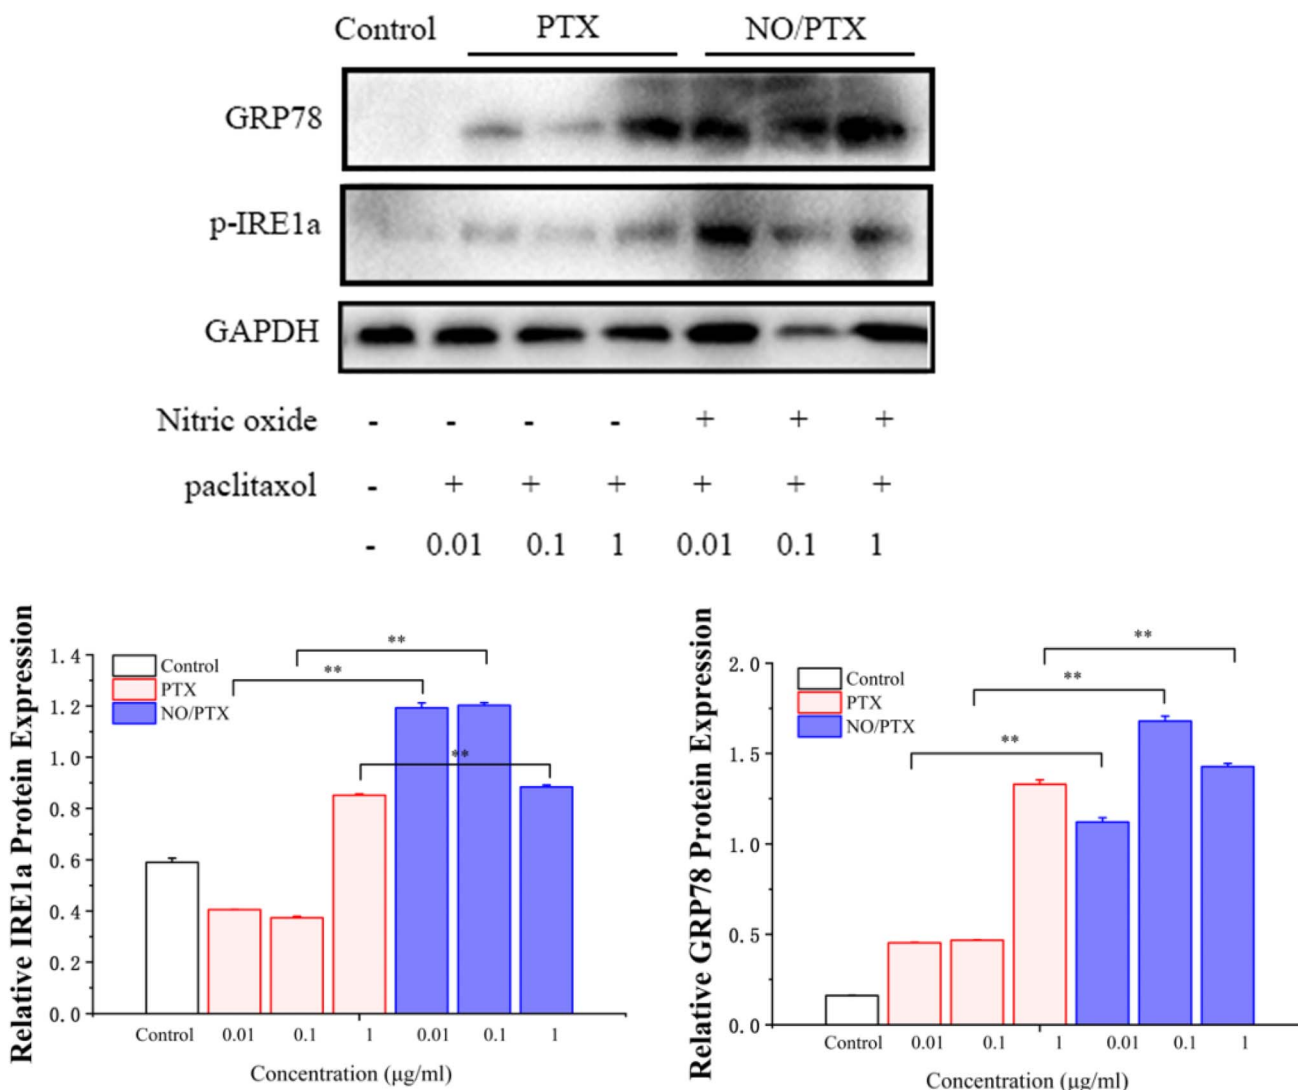 Control PTX NO/PTX
GRP78
p-IRE1a
GAPDH
Nitric oxide - - - - + + +
paclitaxol - + + + + + +
- 0.01 0.1 1 0.01 0.1 1
Relative IRE1a Protein Expression
1.4
1.2
1.0
0.8
0.6
0.4
0.2
0.0
Control
PTX
NO/PTX
**
**
**
Control 0.01 0.1 1 0.01 0.1 1
Concentration (μg/ml)
Relative GRP78 Protein Expression
2.0
1.5
1.0
0.5
0.0
Control
PTX
NO/PTX
**
**
**
Control 0.01 0.1 1 0.01 0.1 1
Concentration (μg/ml)